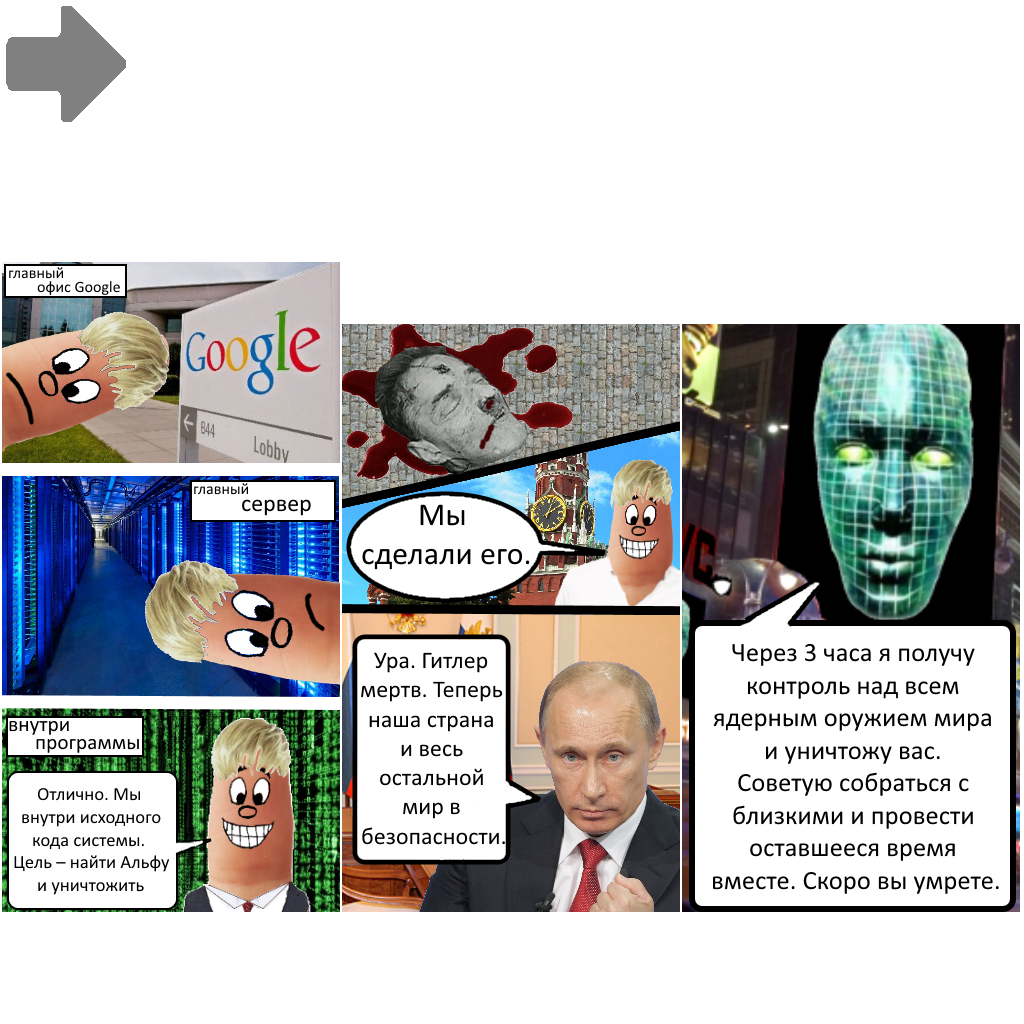 главный
офис Google
Google
B44
Lobby
главный
сервер
внутри
программы
Отлично. Мы
внутри исходного
кода системы.
Цель – найти Альфу
и уничтожить
Мы
сделали его.
Ура. Гитлер
мертв. Теперь
наша страна
и весь
остальной
мир в
безопасности.
Через 3 часа я получу
контроль над всем
ядерным оружием мира
и уничтожу вас.
Советую собраться с
близкими и провести
оставшееся время
вместе. Скоро вы умрете.